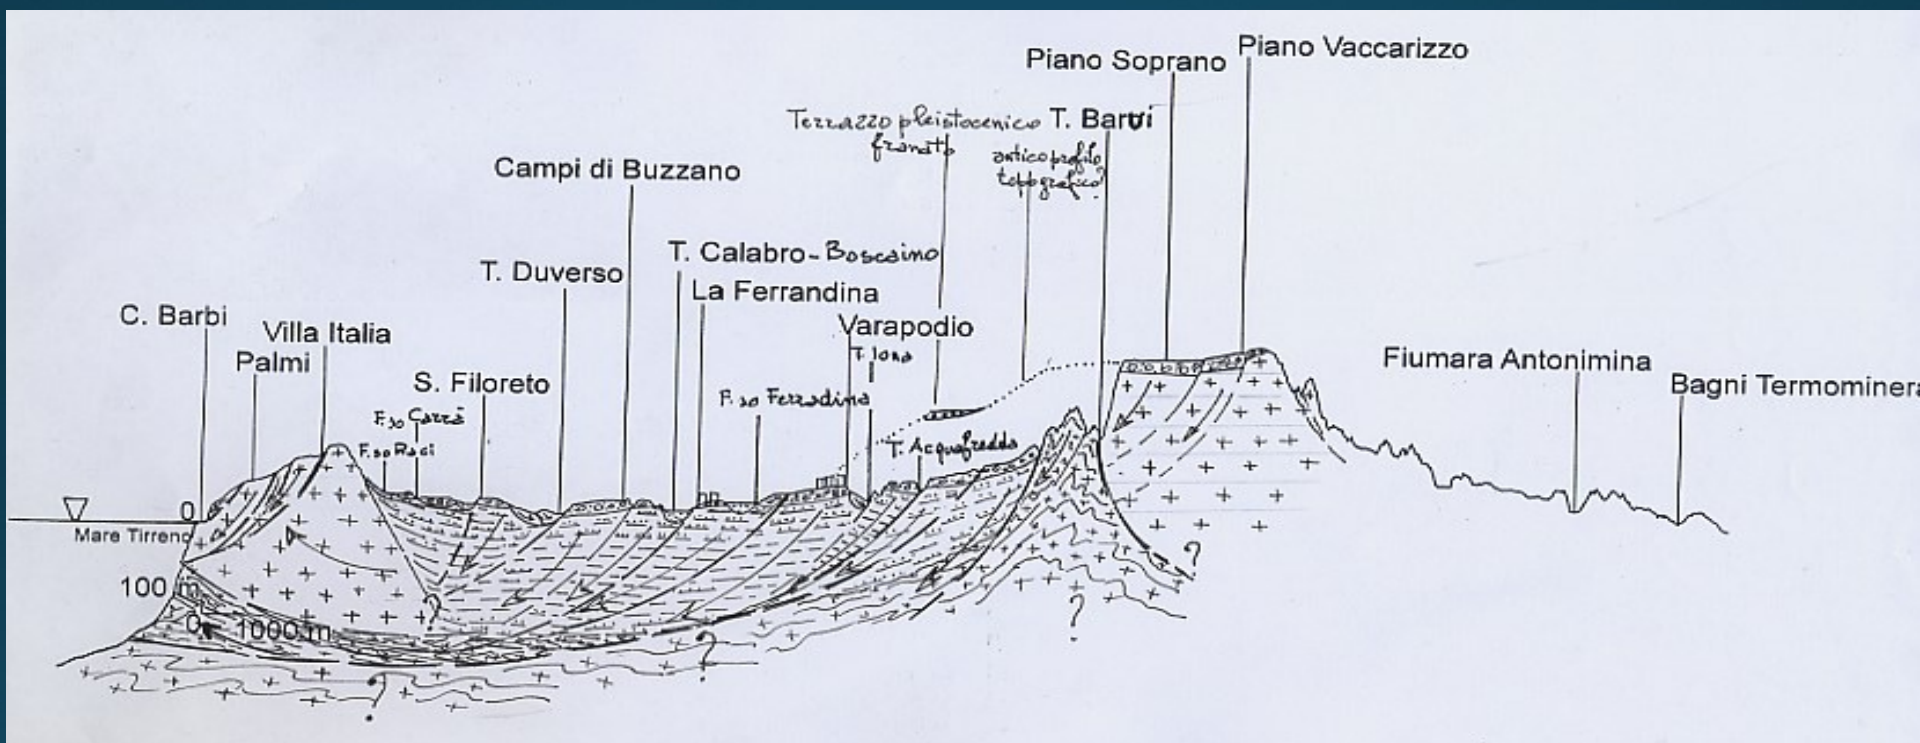 Piano Vaccarizzo
Piano Soprano
Terrazzo pleistocenico
franato
T. Barvi
antico profilo
topografico?
Campi di Buzzano
T. Calabro-Boscaino
T. Duverso
La Ferrandina
C. Barbi
Villa Italia
Varapodio
Palmi
T. Iona
Fiumara Antonimina
S. Filoreto
Bagni Termominera
F.so Ferradina
F.so Carrà
F.so Raci
T. Acquafredda
0
Mare Tirreno
100 m
0 1000 m
?
?
?
?
?